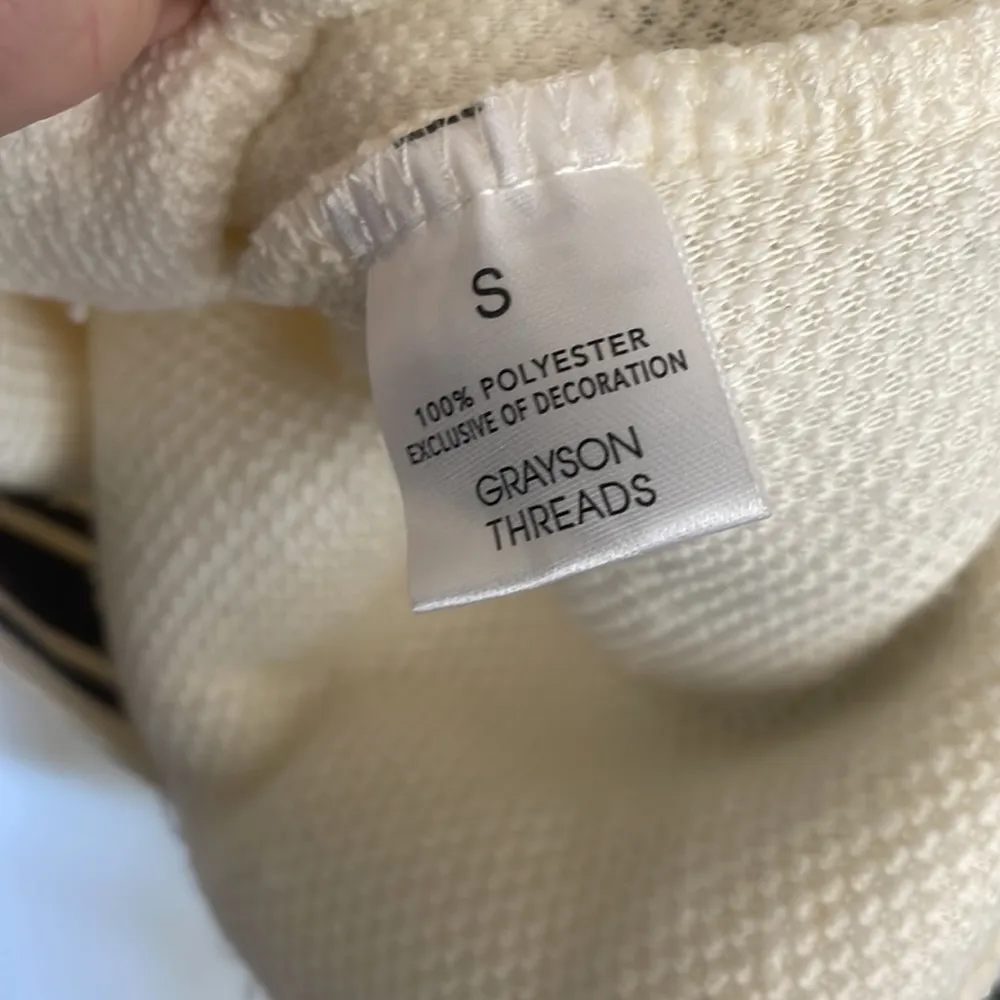 S
100% POLYESTER
EXCLUSIVE OF DECORATION
GRAYSON
THREADS